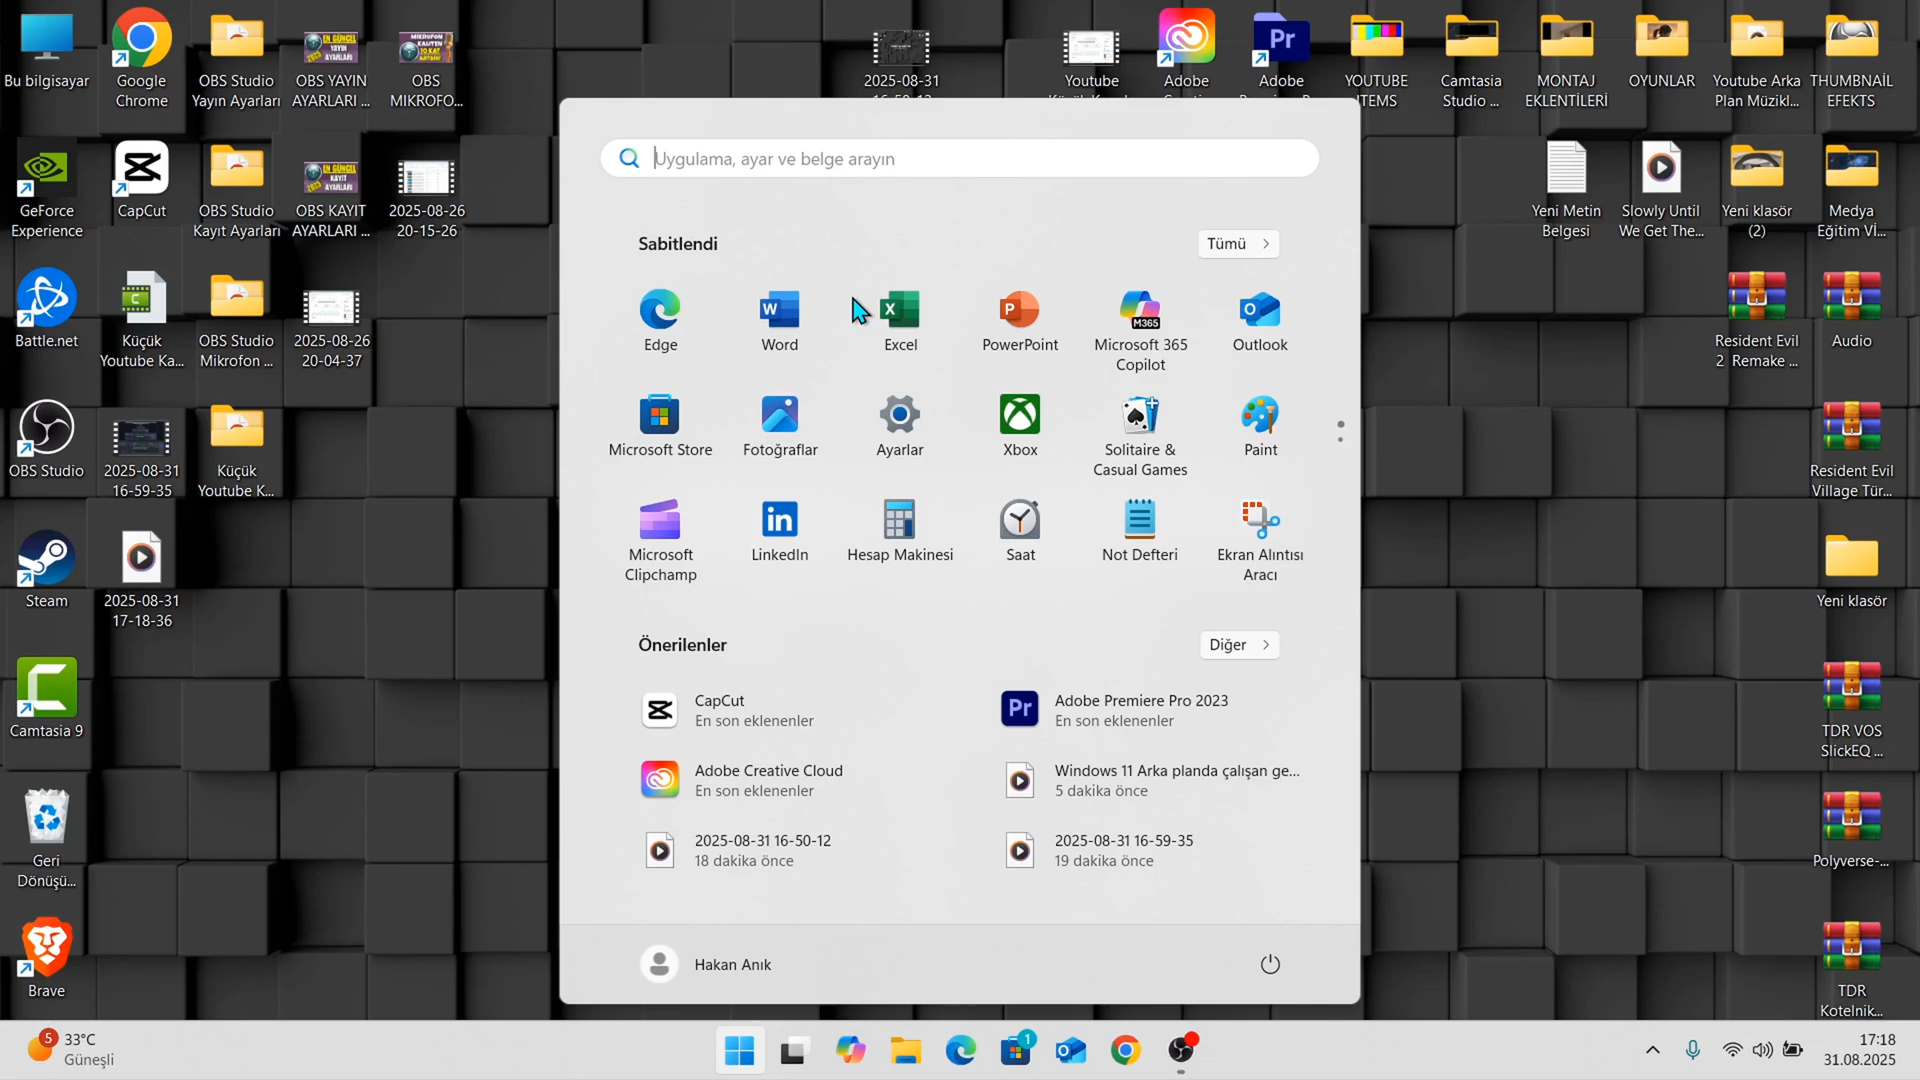 Bu bilgisayar
Google
Chrome
OBS Studio
Yayın Ayarları
OBS YAYIN
AYARLARI ...
OBS
MIKROFO...
2025-08-31
Youtube
Adobe
Adobe
YOUTUBE
ITEMS
Camtasia
Studio ...
MONTAJ
EKLENTİLERİ
OYUNLAR
Youtube Arka
Plan Müzikl...
THUMBNAİL
EFEKTS
GeForce
Experience
CapCut
OBS Studio
Kayıt Ayarları
OBS KAYIT
AYARLARI ...
2025-08-26
20-15-26
Yeni Metin
Belgesi
Slowly Until
We Get The...
Yeni klasör
(2)
Medya
Eğitim Vİ...
Battle.net
Küçük
Youtube Ka...
OBS Studio
Mikrofon ...
2025-08-26
20-04-37
Resident Evil
2 Remake ...
Audio
OBS Studio
2025-08-31
16-59-35
Küçük
Youtube K...
Resident Evil
Village Tür...
Steam
2025-08-31
17-18-36
Yeni klasör
Camtasia 9
TDR VOS
SlickEQ ...
Geri
Dönüşü...
Polyverse-...
Brave
TDR
Kotelnik...
Uygulama, ayar ve belge arayın
Sabitlendi
Tümü
Edge
Word
Excel
PowerPoint
M365
Microsoft 365
Copilot
Outlook
Microsoft Store
Fotoğraflar
Ayarlar
Xbox
Solitaire &
Casual Games
Paint
Microsoft
Clipchamp
LinkedIn
Hesap Makinesi
Saat
Not Defteri
Ekran Alıntısı
Aracı
Önerilenler
Diğer
CapCut
En son eklenenler
Adobe Premiere Pro 2023
En son eklenenler
Adobe Creative Cloud
En son eklenenler
Windows 11 Arka planda çalışan ge...
5 dakika önce
2025-08-31 16-50-12
18 dakika önce
2025-08-31 16-59-35
19 dakika önce
Hakan Anık
5
33°C
Güneşli
1
17:18
31.08.2025